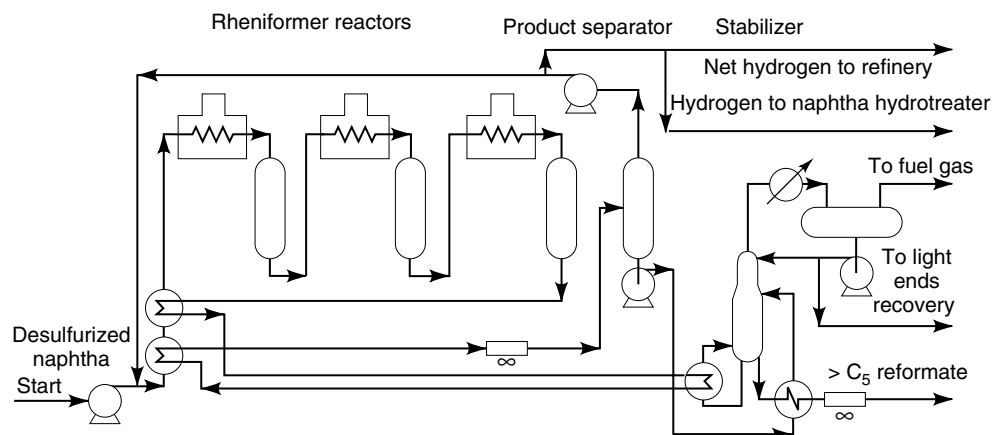 Rheniformer reactors
Product separator
Stabilizer
Net hydrogen to refinery
Hydrogen to naphtha hydrotreater
To fuel gas
To light
ends
recovery
Desulfurized
naphtha
Start
∞
> C5 reformate
∞